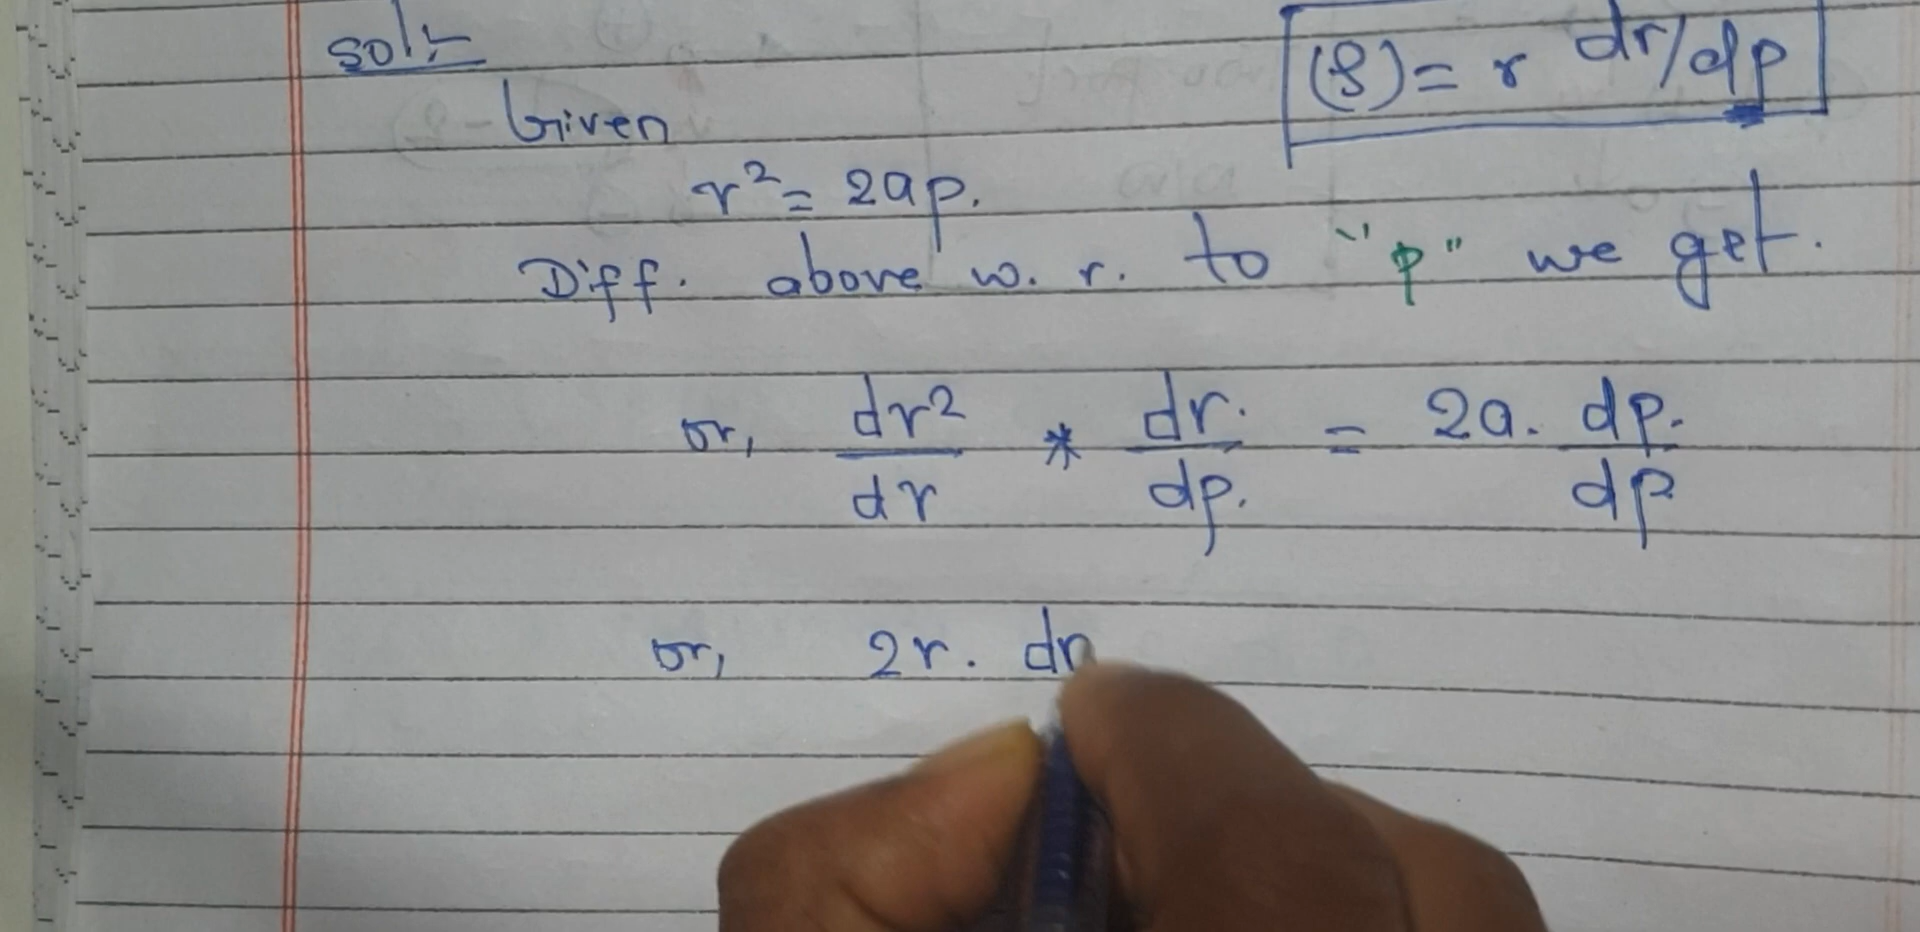 Sol:-
(ρ) = r dr/dp
Given
r² = 2ap.
Diff. above w. r. to "p" we get.
or, dr²/dr * dr./dp. = 2a. dp./dp
or, 2r. dr